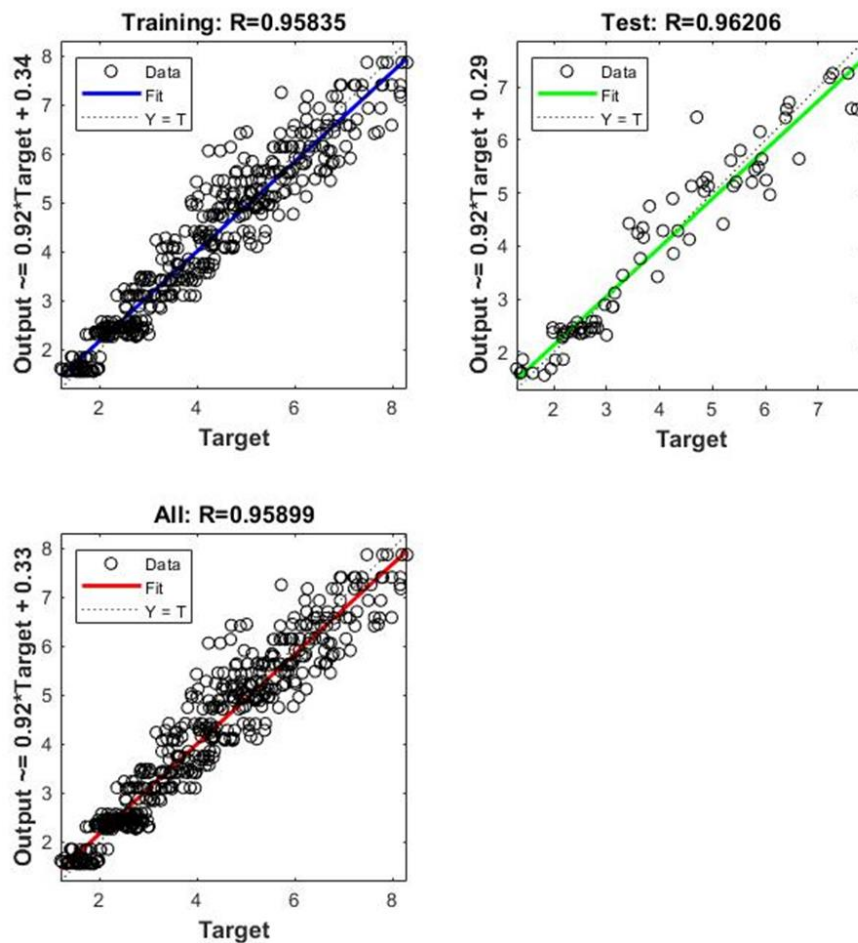 Training: R=0.95835
Output ~= 0.92*Target + 0.34
8
7
6
5
4
3
2
Data
Fit
Y = T
2
4
6
8
Target
Test: R=0.96206
Output ~= 0.92*Target + 0.29
7
6
5
4
3
2
Data
Fit
Y = T
2
3
4
5
6
7
Target
All: R=0.95899
Output ~= 0.92*Target + 0.33
8
7
6
5
4
3
2
Data
Fit
Y = T
2
4
6
8
Target